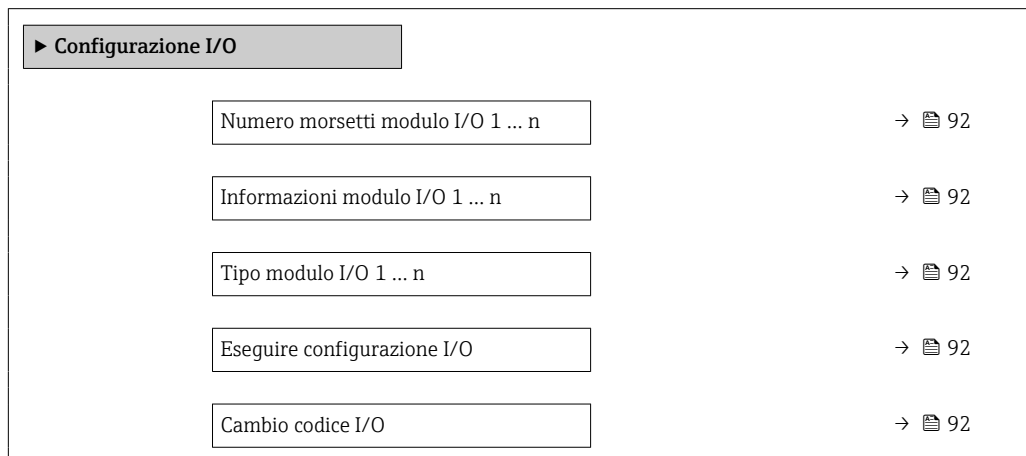 ▶ Configurazione I/O
Numero morsetti modulo I/O 1 … n → 92
Informazioni modulo I/O 1 … n → 92
Tipo modulo I/O 1 … n → 92
Eseguire configurazione I/O → 92
Cambio codice I/O → 92